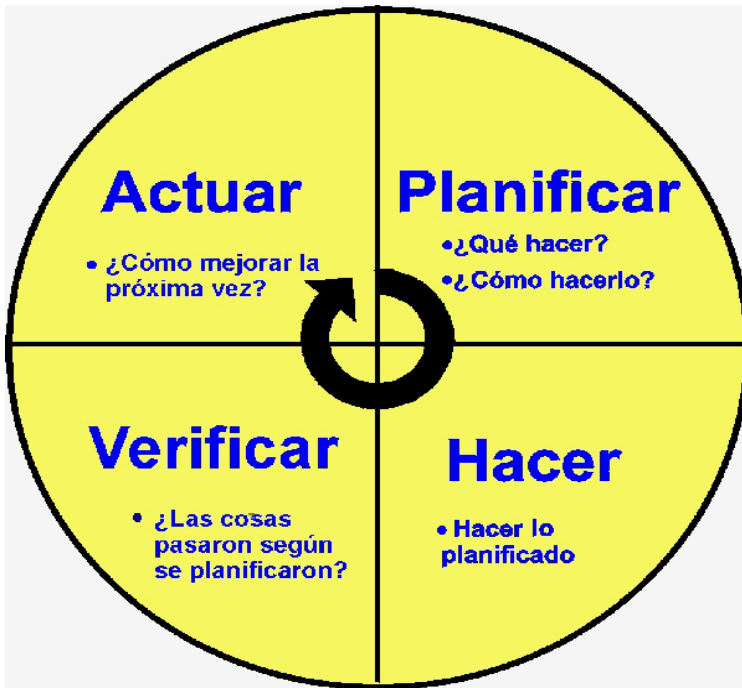 Actuar
• ¿Cómo mejorar la
próxima vez?
Planificar
•¿Qué hacer?
•¿Cómo hacerlo?
Verificar
• ¿Las cosas
pasaron según
se planificaron?
Hacer
• Hacer lo
planificado